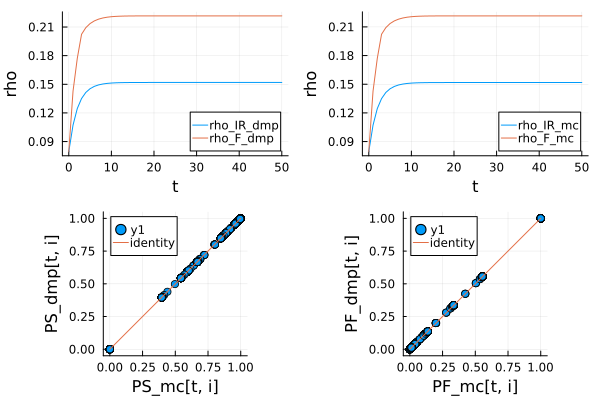 0.21
0.18
0.15
0.12
0.09
rho
rho_IR_dmp
rho_F_dmp
0 10 20 30 40 50
t
0.21
0.18
0.15
0.12
0.09
rho
rho_IR_mc
rho_F_mc
0 10 20 30 40 50
t
1.00
0.75
0.50
0.25
0.00
PS_dmp[t, i]
y1
identity
0.00 0.25 0.50 0.75 1.00
PS_mc[t, i]
1.00
0.75
0.50
0.25
0.00
PF_dmp[t, i]
y1
identity
0.00 0.25 0.50 0.75 1.00
PF_mc[t, i]